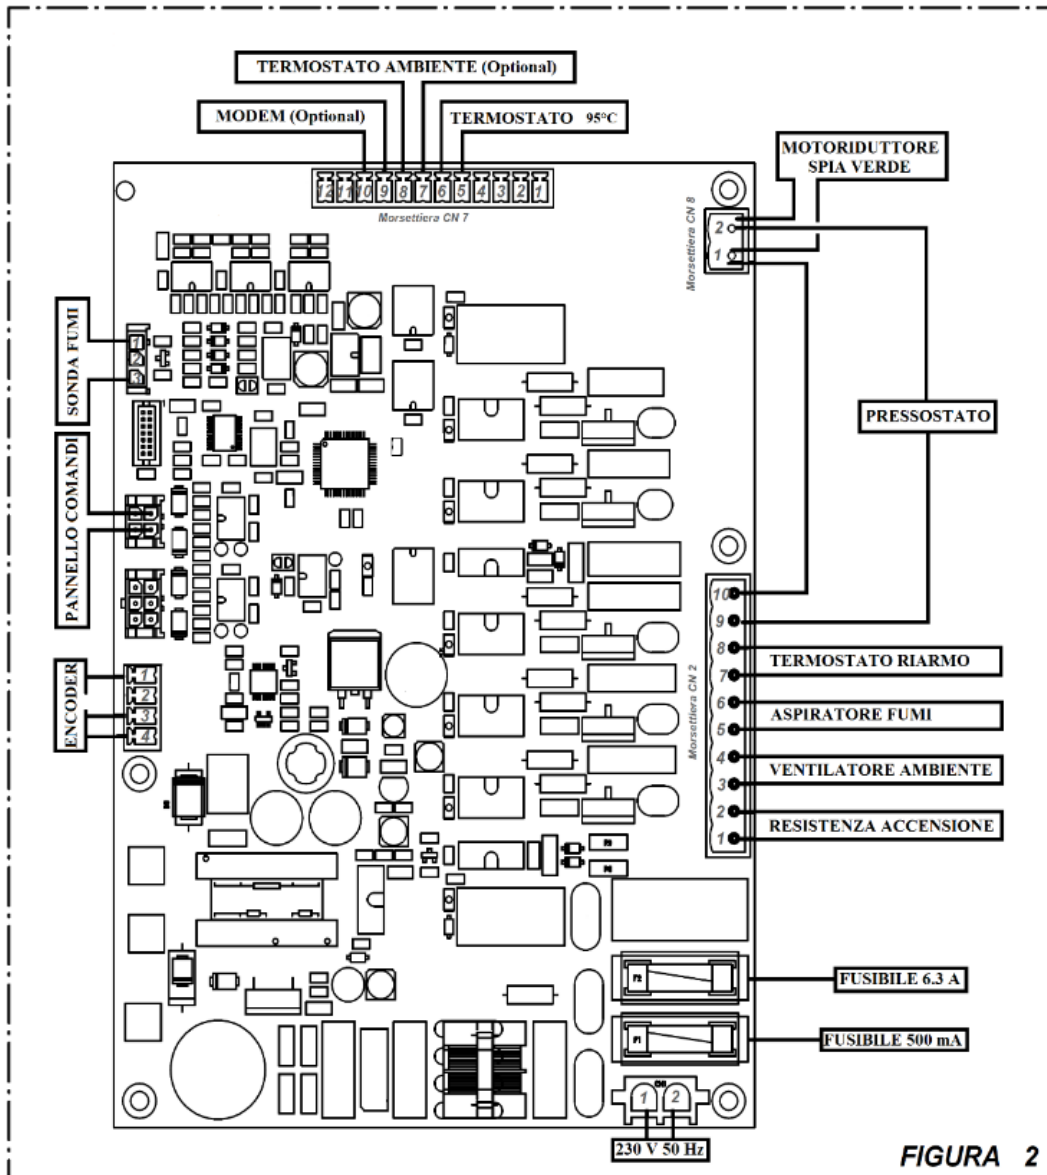 TERMOSTATO AMBIENTE (Optional)
MODEM (Optional)
TERMOSTATO 95°C
MOTORIDUTTORE
SPIA VERDE
12 11 10 9 8 7 6 5 4 3 2 1
Morsettiera CN 7
2
1
Morsettiera CN 8
SONDA FUMI
1
2
3
PRESSOSTATO
PANNELLO COMANDI
1
ENCODER
1
2
3
4
Morsettiera CN 2
10
9
8
7
6
5
4
3
2
1
TERMOSTATO RIARMO
ASPIRATORE FUMI
VENTILATORE AMBIENTE
RESISTENZA ACCENSIONE
F2
FUSIBILE 6.3 A
F1
FUSIBILE 500 mA
1 2
230 V 50 Hz
FIGURA 2